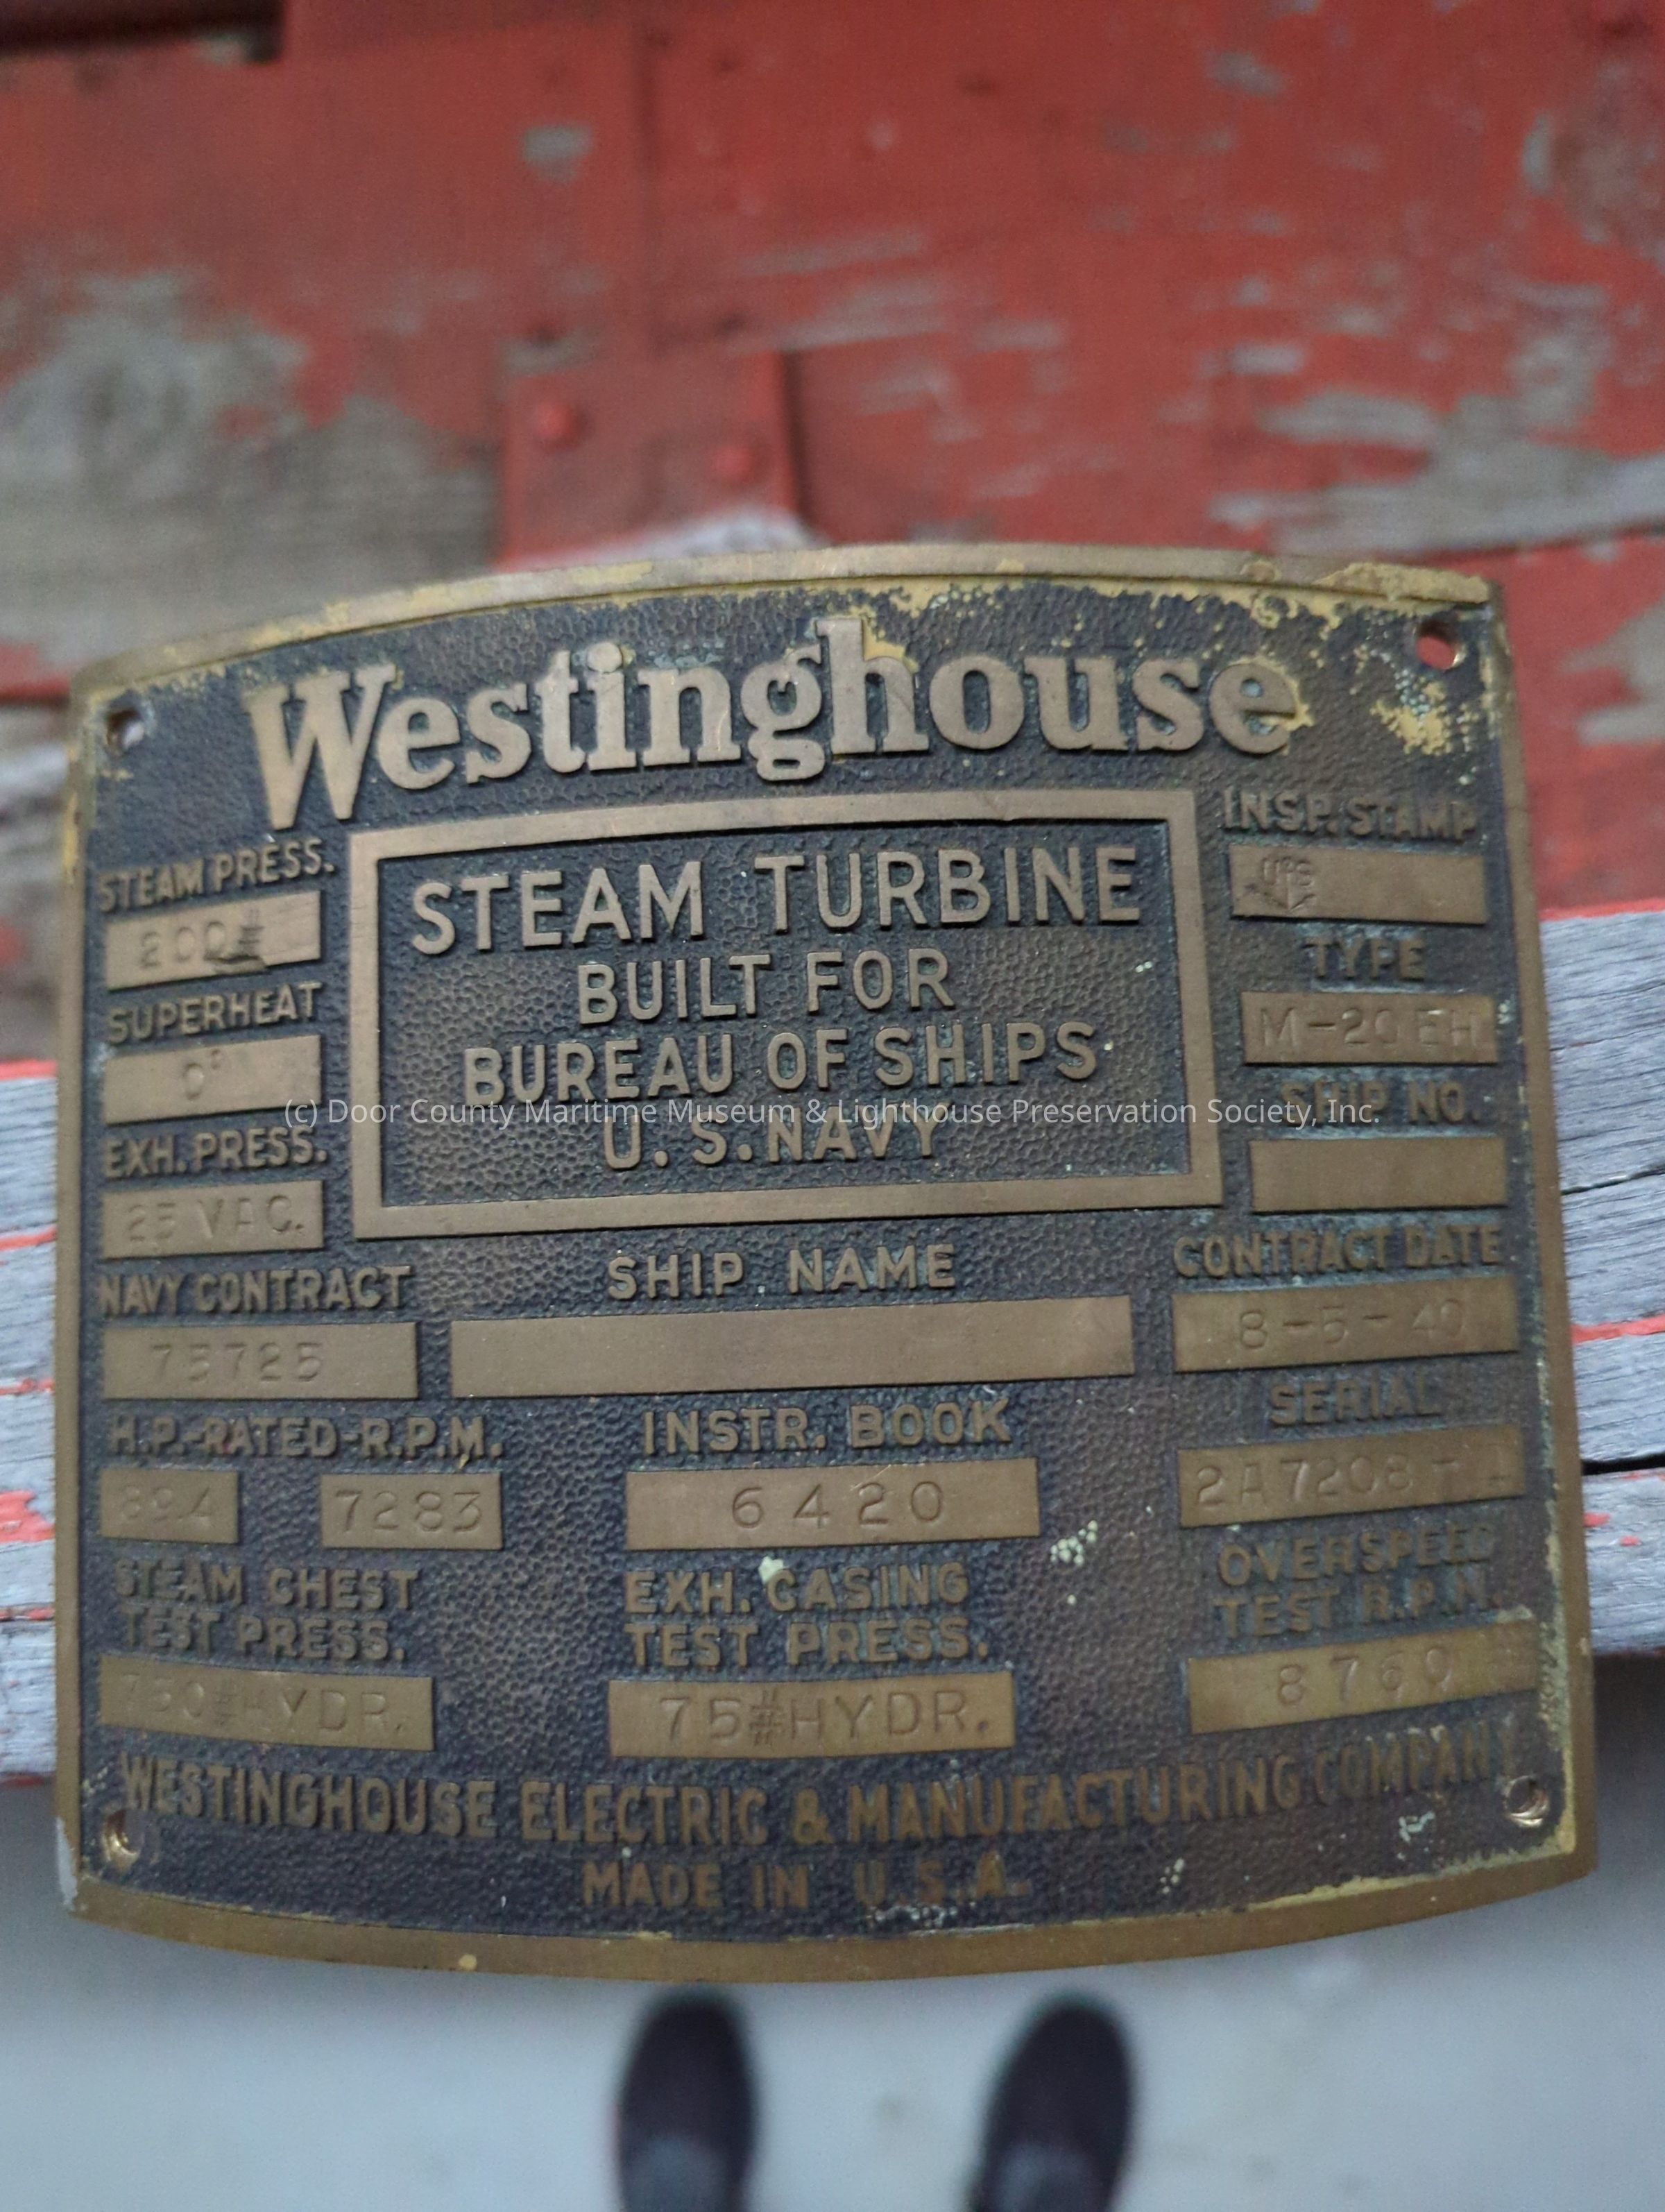 Westinghouse
STEAM PRESS.
200#
SUPERHEAT
0°
EXH. PRESS.
25 VAC.
STEAM TURBINE
BUILT FOR
BUREAU OF SHIPS
U. S. NAVY
INSP. STAMP
TYPE
M-20 EH
SHIP NO.
(c) Door County Maritime Museum & Lighthouse Preservation Society, Inc.
NAVY CONTRACT
75725
SHIP NAME
CONTRACT DATE
8-5-40
H.P.-RATED-R.P.M.
7283
INSTR. BOOK
6420
SERIAL
2A7208-1
STEAM CHEST
TEST PRESS.
HYDR.
EXH. CASING
TEST PRESS.
75#HYDR.
OVERSPEED
TEST R.P.M.
8760
WESTINGHOUSE ELECTRIC & MANUFACTURING COMPANY
MADE IN U.S.A.